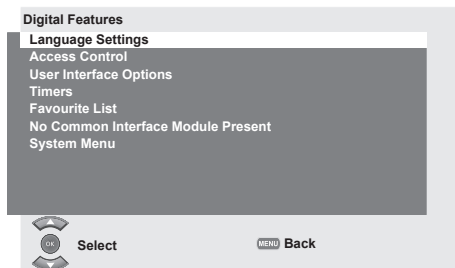 Digital Features
Language Settings
Access Control
User Interface Options
Timers
Favourite List
No Common Interface Module Present
System Menu
OK Select MENU Back